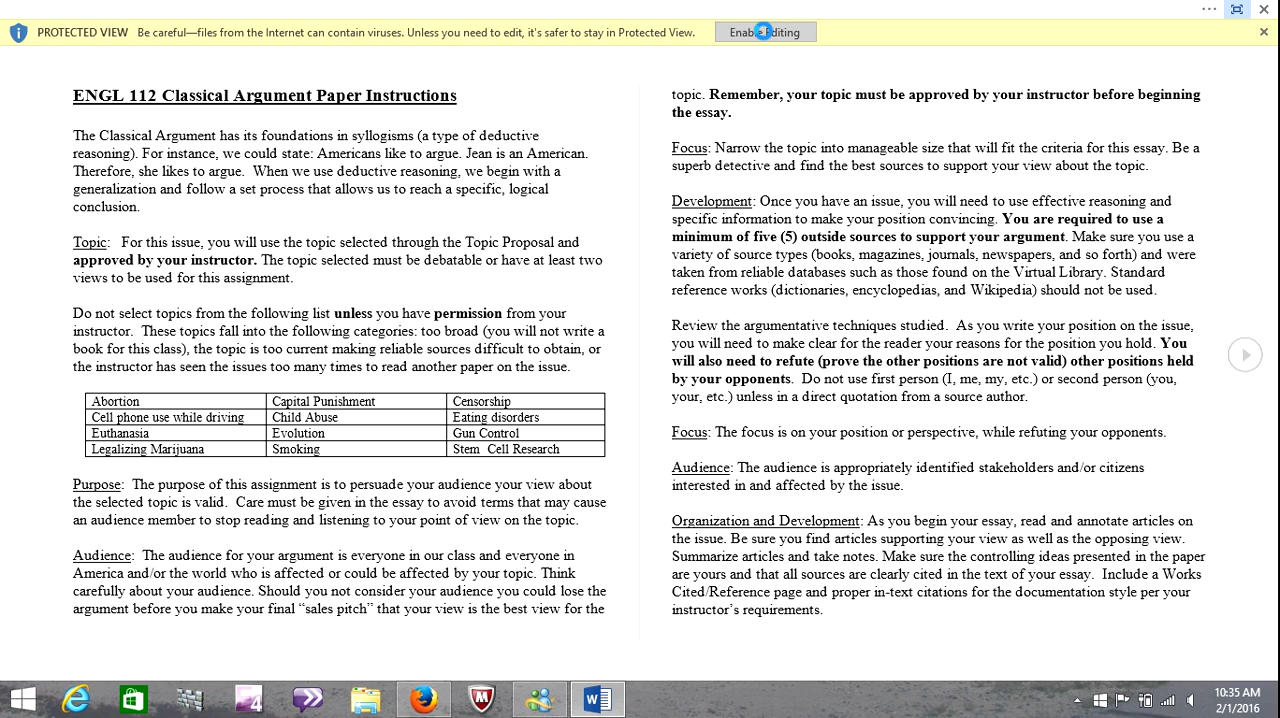 PROTECTED VIEW Be careful—files from the Internet can contain viruses. Unless you need to edit, it's safer to stay in Protected View. Enable Editing
ENGL 112 Classical Argument Paper Instructions
The Classical Argument has its foundations in syllogisms (a type of deductive
reasoning). For instance, we could state: Americans like to argue. Jean is an American.
Therefore, she likes to argue.  When we use deductive reasoning, we begin with a
generalization and follow a set process that allows us to reach a specific, logical
conclusion.
Topic:   For this issue, you will use the topic selected through the Topic Proposal and
approved by your instructor. The topic selected must be debatable or have at least two
views to be used for this assignment.
Do not select topics from the following list unless you have permission from your
instructor.  These topics fall into the following categories: too broad (you will not write a
book for this class), the topic is too current making reliable sources difficult to obtain, or
the instructor has seen the issues too many times to read another paper on the issue.
Abortion Capital Punishment Censorship
Cell phone use while driving Child Abuse Eating disorders
Euthanasia Evolution Gun Control
Legalizing Marijuana Smoking Stem  Cell Research
Purpose:  The purpose of this assignment is to persuade your audience your view about
the selected topic is valid.  Care must be given in the essay to avoid terms that may cause
an audience member to stop reading and listening to your point of view on the topic.
Audience:  The audience for your argument is everyone in our class and everyone in
America and/or the world who is affected or could be affected by your topic. Think
carefully about your audience. Should you not consider your audience you could lose the
argument before you make your final “sales pitch” that your view is the best view for the
topic. Remember, your topic must be approved by your instructor before beginning
the essay.
Focus: Narrow the topic into manageable size that will fit the criteria for this essay. Be a
superb detective and find the best sources to support your view about the topic.
Development: Once you have an issue, you will need to use effective reasoning and
specific information to make your position convincing. You are required to use a
minimum of five (5) outside sources to support your argument. Make sure you use a
variety of source types (books, magazines, journals, newspapers, and so forth) and were
taken from reliable databases such as those found on the Virtual Library. Standard
reference works (dictionaries, encyclopedias, and Wikipedia) should not be used.
Review the argumentative techniques studied.  As you write your position on the issue,
you will need to make clear for the reader your reasons for the position you hold. You
will also need to refute (prove the other positions are not valid) other positions held
by your opponents.  Do not use first person (I, me, my, etc.) or second person (you,
your, etc.) unless in a direct quotation from a source author.
Focus: The focus is on your position or perspective, while refuting your opponents.
Audience: The audience is appropriately identified stakeholders and/or citizens
interested in and affected by the issue.
Organization and Development: As you begin your essay, read and annotate articles on
the issue. Be sure you find articles supporting your view as well as the opposing view.
Summarize articles and take notes. Make sure the controlling ideas presented in the paper
are yours and that all sources are clearly cited in the text of your essay.  Include a Works
Cited/Reference page and proper in-text citations for the documentation style per your
instructor’s requirements.
10:35 AM
2/1/2016